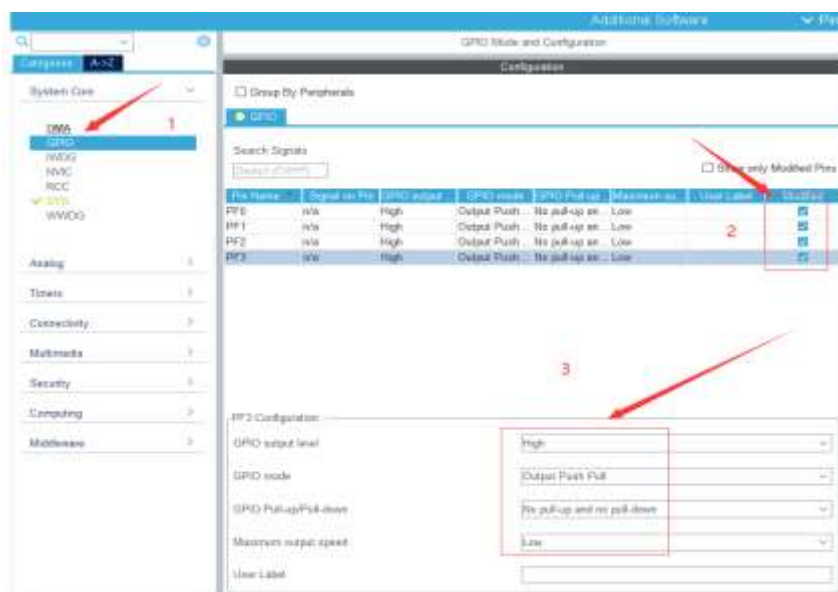 Additional Software
GPIO Mode and Configuration
Categories A->Z
Configuration
System Core
Group By Peripherals
1
GPIO
DMA
GPIO
IWDG
NVIC
RCC
SYS
WWDG
Search Signals
Search (Ctrl+F)
Show only Modified Pins
Pin Name Signal on Pin GPIO output GPIO mode GPIO Pull-up Maximum ou... User Label Modified
PF0 n/a High Output Push... No pull-up an... Low
PF1 n/a High Output Push... No pull-up an... Low
PF2 n/a High Output Push... No pull-up an... Low
PF3 n/a High Output Push... No pull-up an... Low
2
Analog
Timers
Connectivity
Multimedia
Security
Computing
Middleware
3
PF3 Configuration
GPIO output level High
GPIO mode Output Push Pull
GPIO Pull-up/Pull-down No pull-up and no pull-down
Maximum output speed Low
User Label